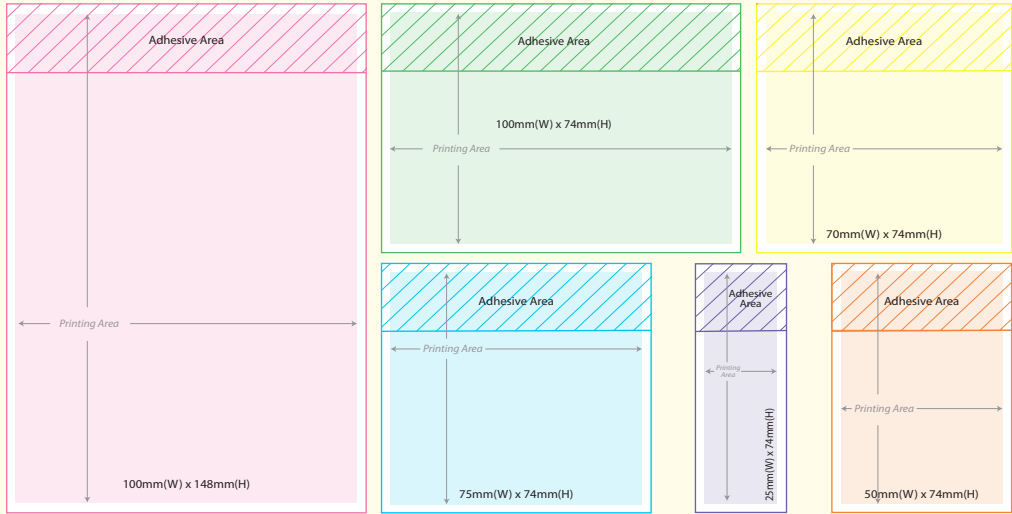 Adhesive Area
Printing Area
100mm(W) x 148mm(H)
Adhesive Area
100mm(W) x 74mm(H)
Printing Area
Adhesive Area
Printing Area
70mm(W) x 74mm(H)
Adhesive Area
Printing Area
75mm(W) x 74mm(H)
Adhesive
Area
Printing
Area
25mm(W) x 74mm(H)
Adhesive Area
Printing Area
50mm(W) x 74mm(H)